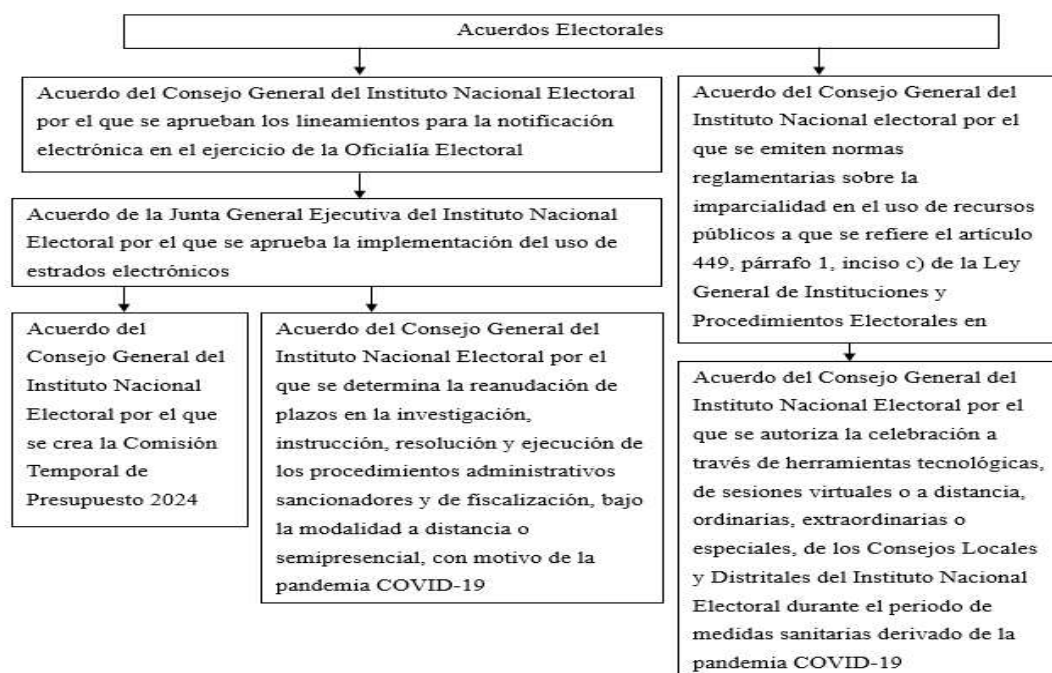 Acuerdos Electorales
Acuerdo del Consejo General del Instituto Nacional Electoral
por el que se aprueban los lineamientos para la notificación
electrónica en el ejercicio de la Oficialía Electoral
Acuerdo de la Junta General Ejecutiva del Instituto Nacional
Electoral por el que se aprueba la implementación del uso de
estrados electrónicos
Acuerdo del
Consejo General del
Instituto Nacional
Electoral por el que
se crea la Comisión
Temporal de
Presupuesto 2024
Acuerdo del Consejo General del
Instituto Nacional Electoral por el
que se determina la reanudación de
plazos en la investigación,
instrucción, resolución y ejecución de
los procedimientos administrativos
sancionadores y de fiscalización, bajo
la modalidad a distancia o
semipresencial, con motivo de la
pandemia COVID-19
Acuerdo del Consejo General del
Instituto Nacional electoral por el
que se emiten normas
reglamentarias sobre la
imparcialidad en el uso de recursos
públicos a que se refiere el artículo
449, párrafo 1, inciso c) de la Ley
General de Instituciones y
Procedimientos Electorales en
Acuerdo del Consejo General del
Instituto Nacional Electoral por el
que se autoriza la celebración a
través de herramientas tecnológicas,
de sesiones virtuales o a distancia,
ordinarias, extraordinarias o
especiales, de los Consejos Locales
y Distritales del Instituto Nacional
Electoral durante el periodo de
medidas sanitarias derivado de la
pandemia COVID-19